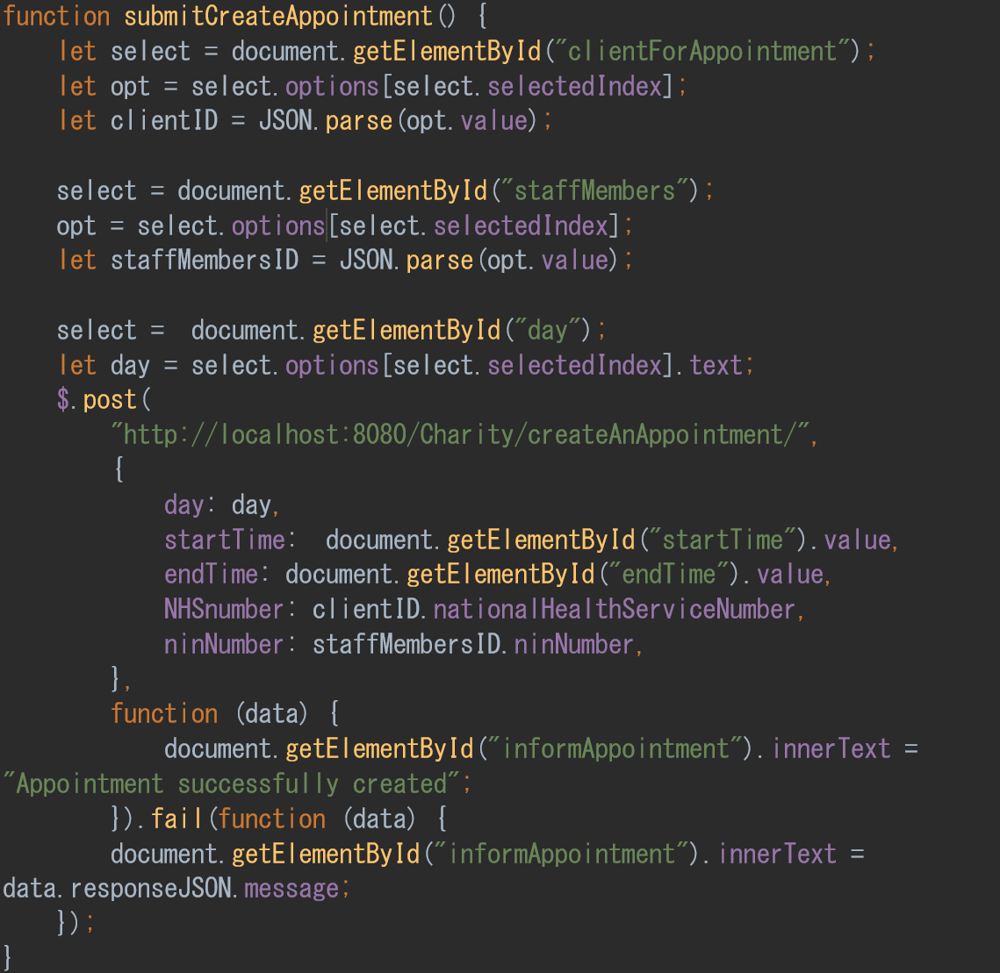 function submitCreateAppointment() {
    let select = document.getElementById("clientForAppointment");
    let opt = select.options[select.selectedIndex];
    let clientID = JSON.parse(opt.value);

    select = document.getElementById("staffMembers");
    opt = select.options[select.selectedIndex];
    let staffMembersID = JSON.parse(opt.value);

    select =  document.getElementById("day");
    let day = select.options[select.selectedIndex].text;
    $.post(
        "http://localhost:8080/Charity/createAnAppointment/",
        {
            day: day,
            startTime:  document.getElementById("startTime").value,
            endTime: document.getElementById("endTime").value,
            NHSnumber: clientID.nationalHealthServiceNumber,
            ninNumber: staffMembersID.ninNumber,
        },
        function (data) {
            document.getElementById("informAppointment").innerText =
"Appointment successfully created";
        }).fail(function (data) {
        document.getElementById("informAppointment").innerText =
data.responseJSON.message;
    });
}